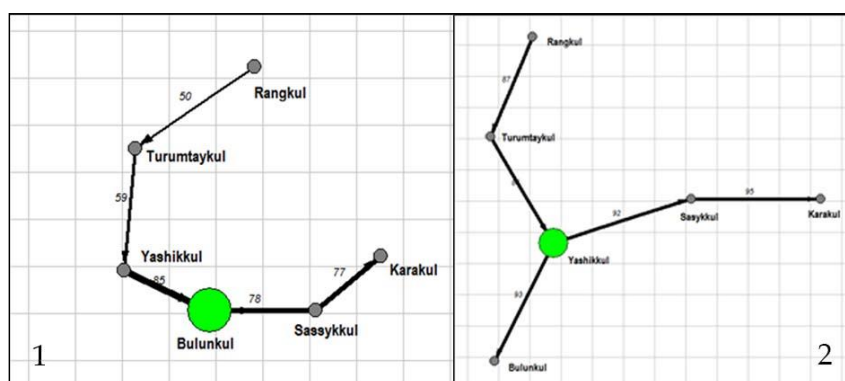 50
Rangkul
Turumtaykul
59
Yashikkul
85
Bulunkul
78
Sassykkul
77
Karakul
1
Rangkul
87
Turumtaykul
Yashikkul
92
Sasykkul
95
Karakul
93
Bulunkul
2